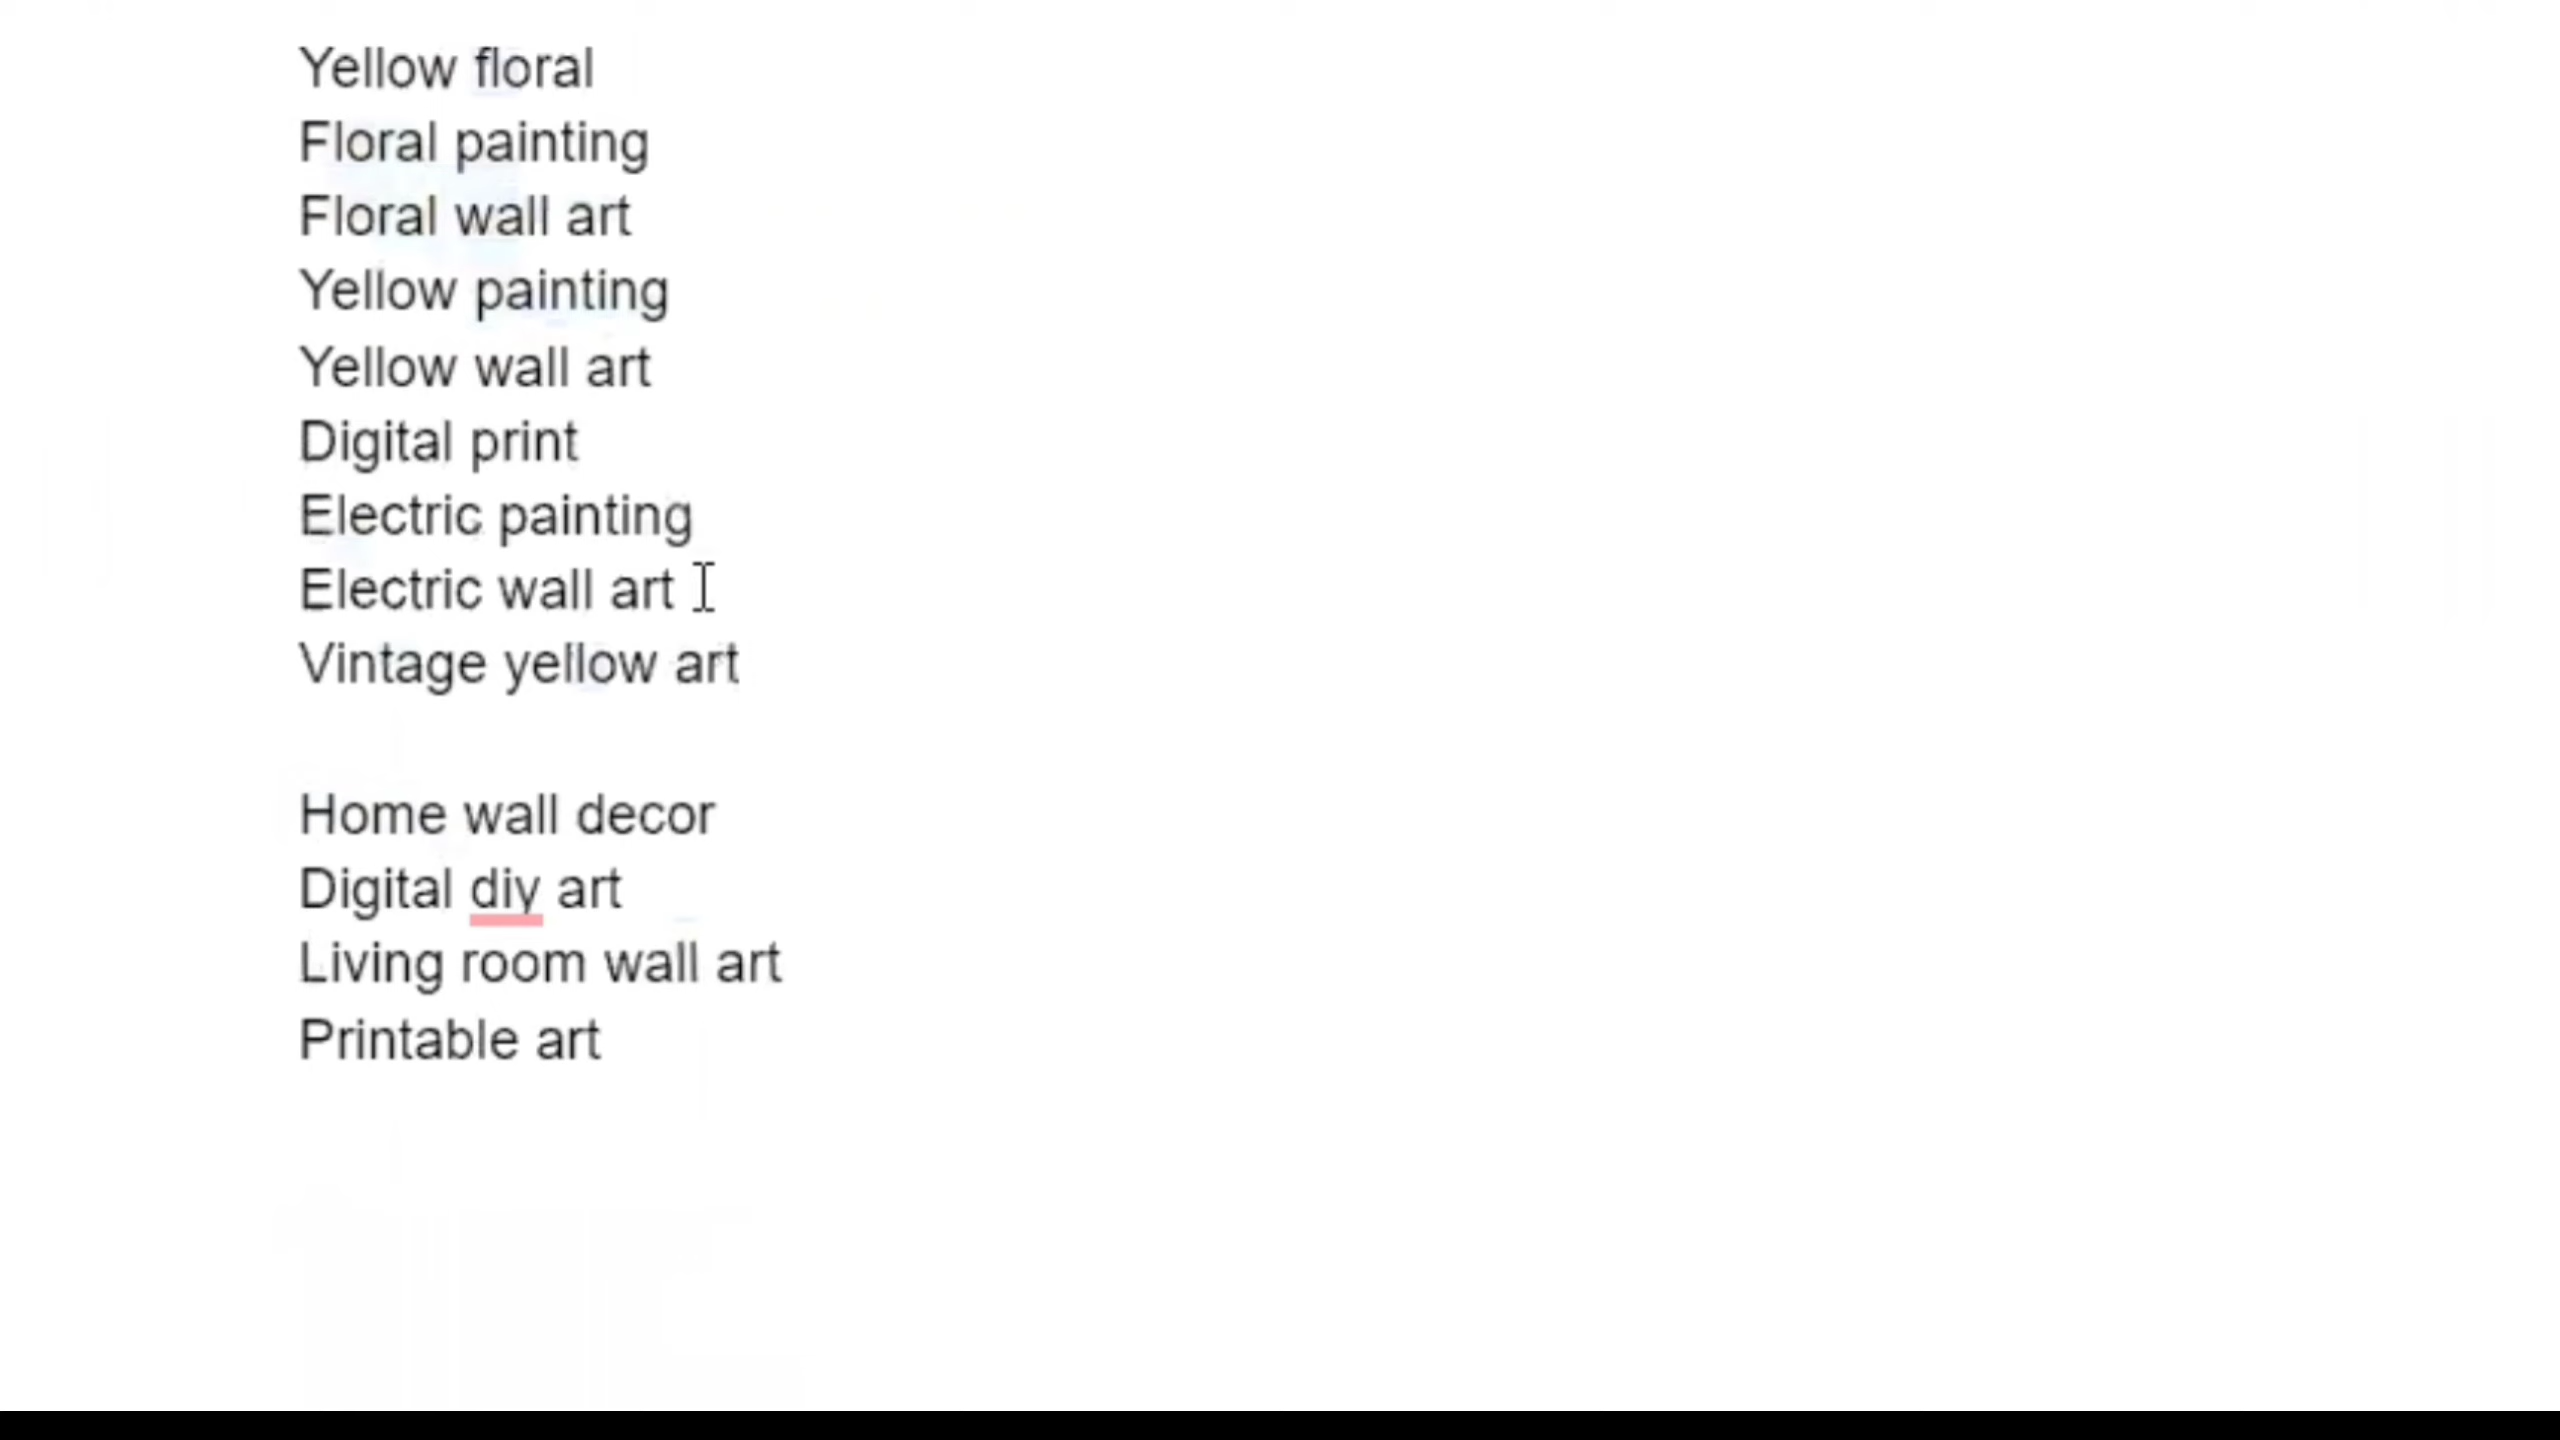 Yellow floral
Floral painting
Floral wall art
Yellow painting
Yellow wall art
Digital print
Electric painting
Electric wall art
Vintage yellow art
Home wall decor
Digital diy art
Living room wall art
Printable art